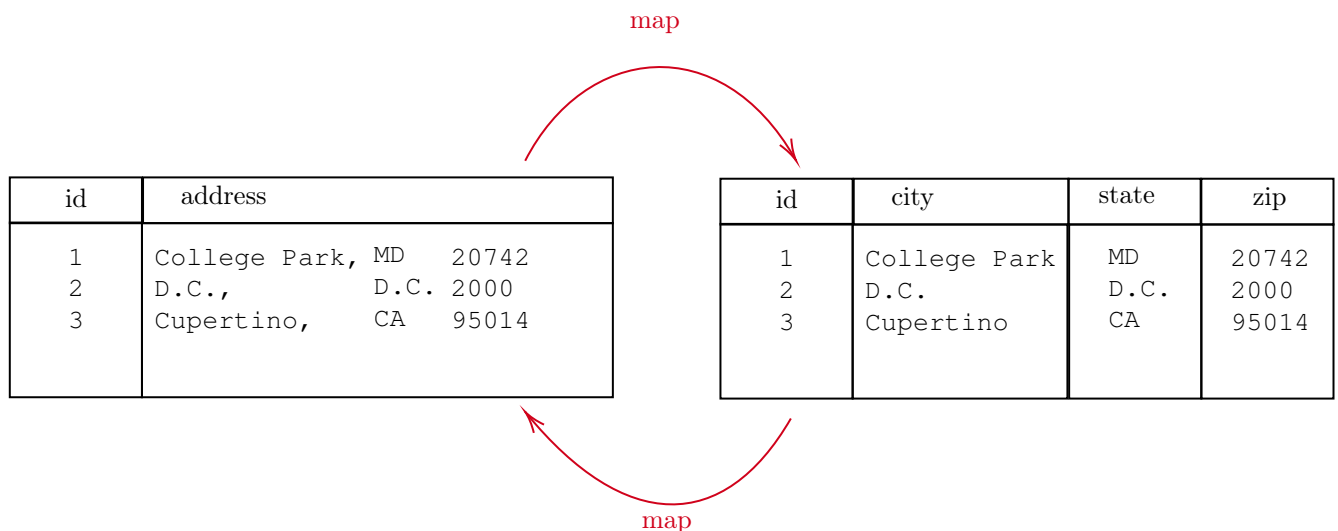 map
id address
1 College Park, MD 20742
2 D.C., D.C. 2000
3 Cupertino, CA 95014
id city state zip
1 College Park MD 20742
2 D.C. D.C. 2000
3 Cupertino CA 95014
map